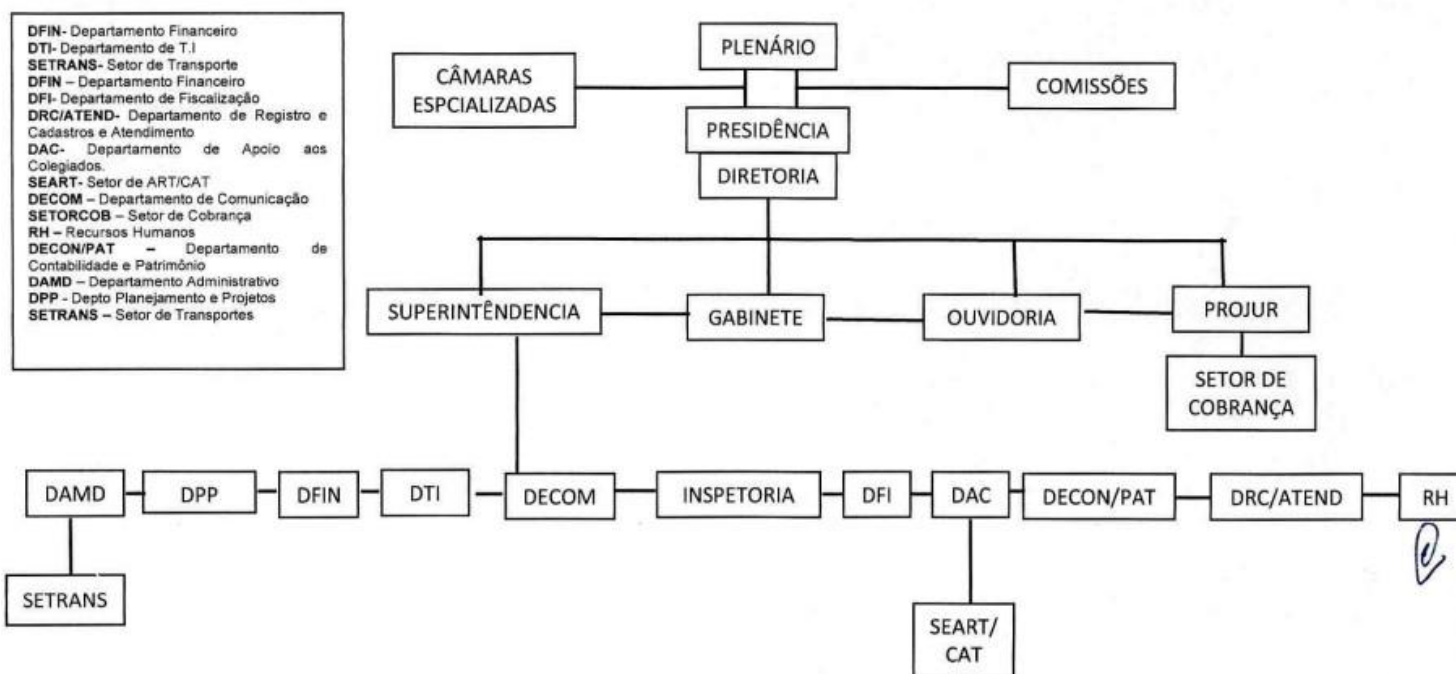 DFIN- Departamento Financeiro
DTI- Departamento de T.I
SETRANS- Setor de Transporte
DFIN – Departamento Financeiro
DFI- Departamento de Fiscalização
DRC/ATEND- Departamento de Registro e
Cadastros e Atendimento
DAC- Departamento de Apoio aos
Colegiados.
SEART- Setor de ART/CAT
DECOM – Departamento de Comunicação
SETORCOB – Setor de Cobrança
RH – Recursos Humanos
DECON/PAT – Departamento de
Contabilidade e Patrimônio
DAMD – Departamento Administrativo
DPP - Depto Planejamento e Projetos
SETRANS – Setor de Transportes
PLENÁRIO
CÂMARAS
ESPCIALIZADAS
COMISSÕES
PRESIDÊNCIA
DIRETORIA
SUPERINTÊNDENCIA
GABINETE
OUVIDORIA
PROJUR
SETOR DE
COBRANÇA
DAMD
DPP
DFIN
DTI
DECOM
INSPETORIA
DFI
DAC
DECON/PAT
DRC/ATEND
RH
SETRANS
SEART/
CAT